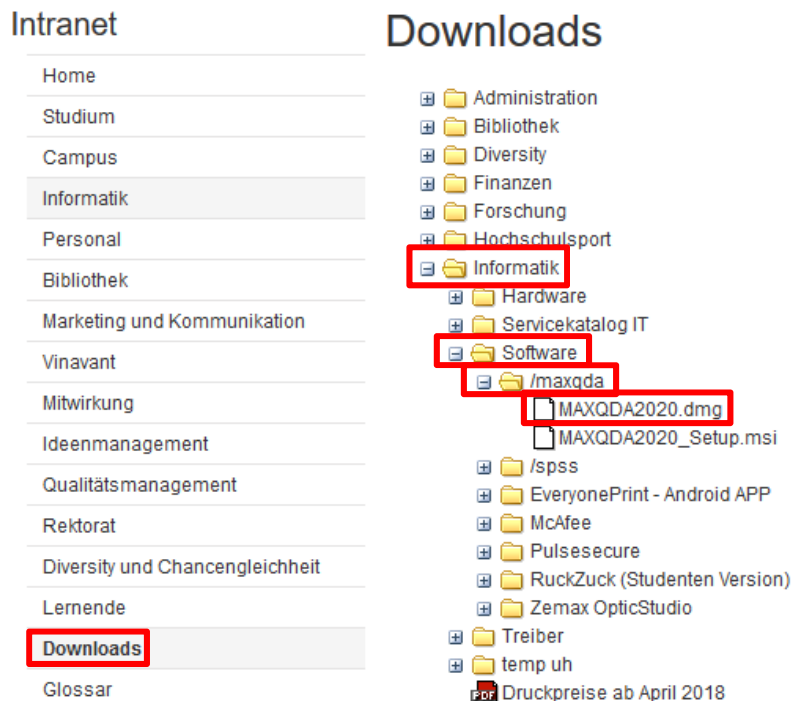 Intranet
Home
Studium
Campus
Informatik
Personal
Bibliothek
Marketing und Kommunikation
Vinavant
Mitwirkung
Ideenmanagement
Qualitätsmanagement
Rektorat
Diversity und Chancengleichheit
Lernende
Downloads
Glossar
Downloads
Administration
Bibliothek
Diversity
Finanzen
Forschung
Hochschulsport
Informatik
Hardware
Servicekatalog IT
Software
/maxqda
MAXQDA2020.dmg
MAXQDA2020_Setup.msi
/spss
EveryonePrint - Android APP
McAfee
Pulsesecure
RuckZuck (Studenten Version)
Zemax OpticStudio
Treiber
temp uh
PDF Druckpreise ab April 2018